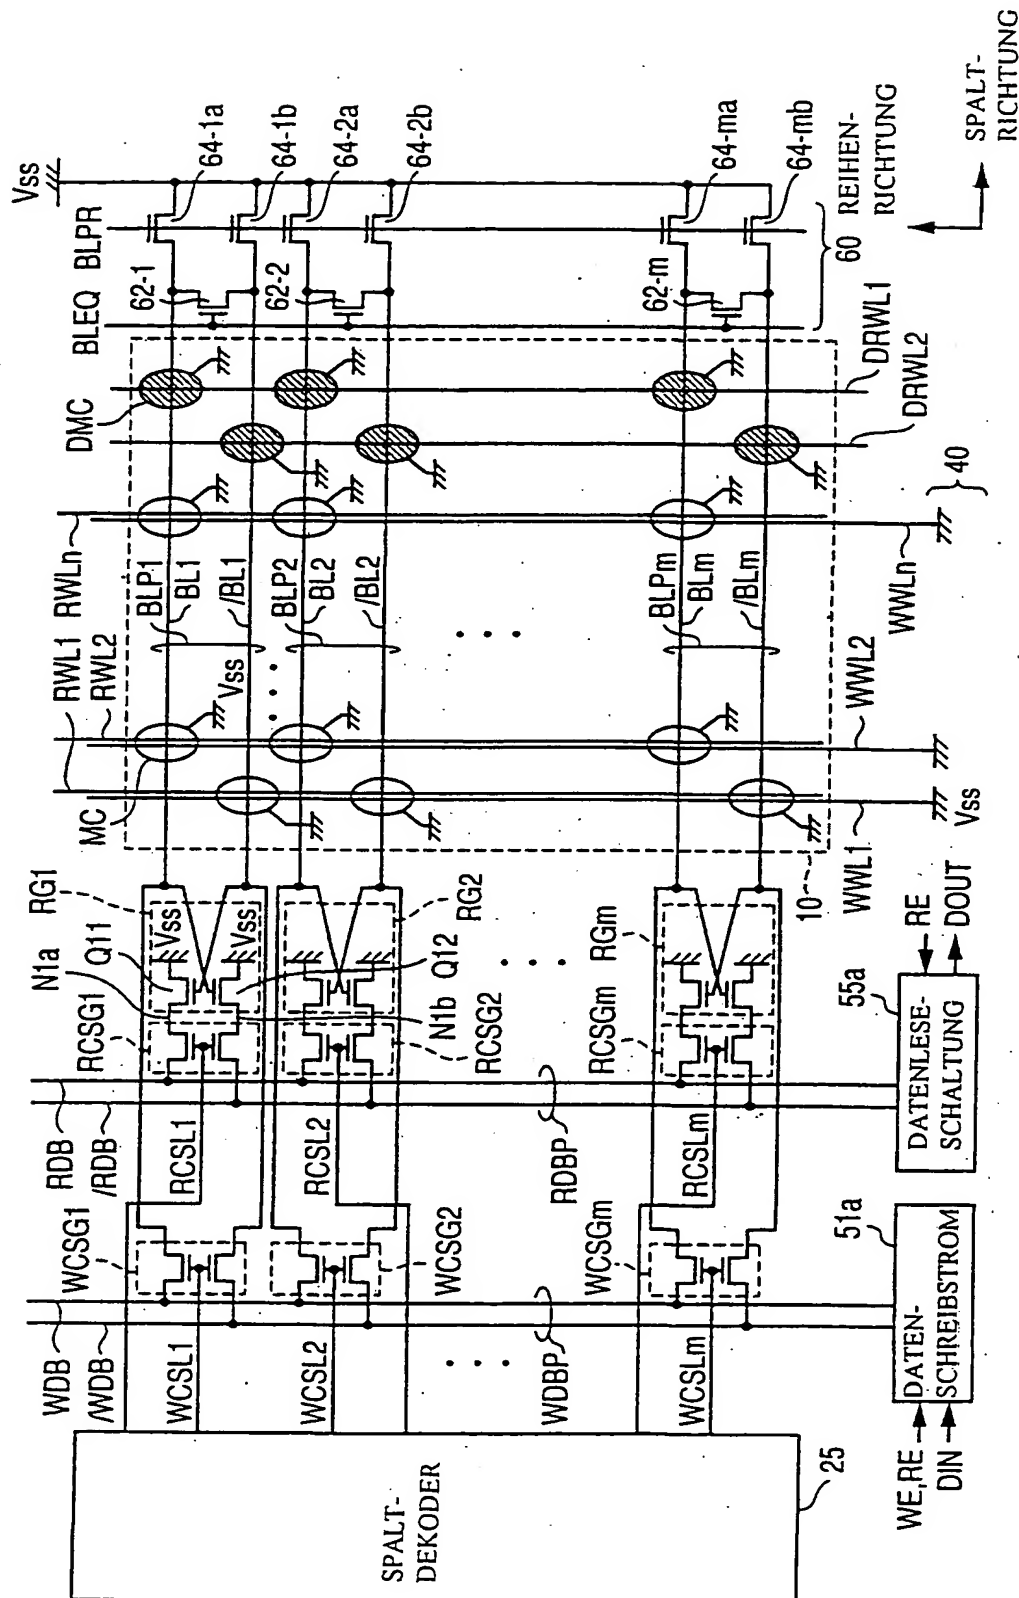 SPALT-
DEKODER
25
WDB
/WDB
WCSL1
WCSL2
WDBP
WCSLm
WE,RE
DIN
DATEN-
SCHREIBSTROM
51a
WCSG1
WCSG2
WCSGm
RDB
/RDB
RCSL1
RCSL2
RDBP
RCSLm
DATENLESE-
SCHALTUNG
55a
RE
DOUT
RCSG1
RCSG2
RCSGm
N1a
N1b
Q11
Q12
RG1
RG2
RGm
Vss
Vss
10
MC
RWL1
RWL2
RWLn
WWL1
WWL2
WWLn
Vss
Vss
40
BLP1
BL1
/BL1
BLP2
BL2
/BL2
BLPm
BLm
/BLm
DMC
DRWL1
DRWL2
BLEQ
BLPR
62-1
62-2
62-m
Vss
64-1a
64-1b
64-2a
64-2b
64-ma
64-mb
60
REIHEN-
RICHTUNG
SPALT-
RICHTUNG